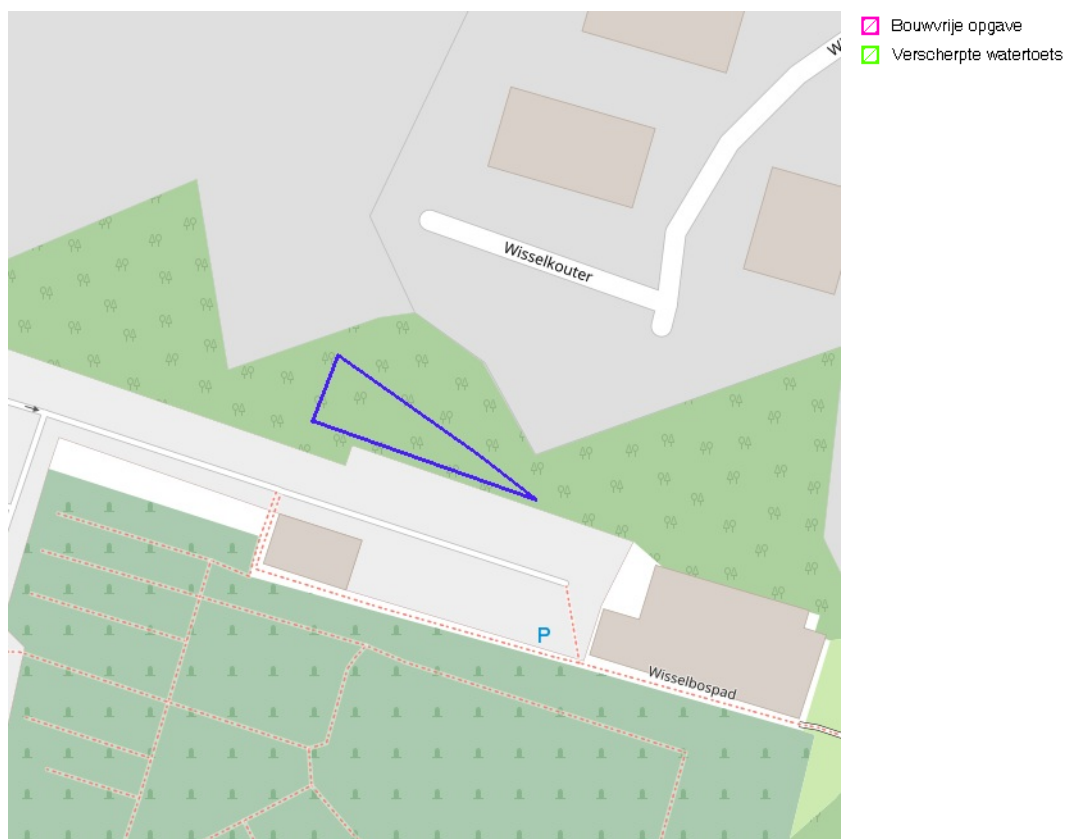 Bouwvrije opgave
Verscherpte watertoets
Wisselkouter
P
Wisselbospad